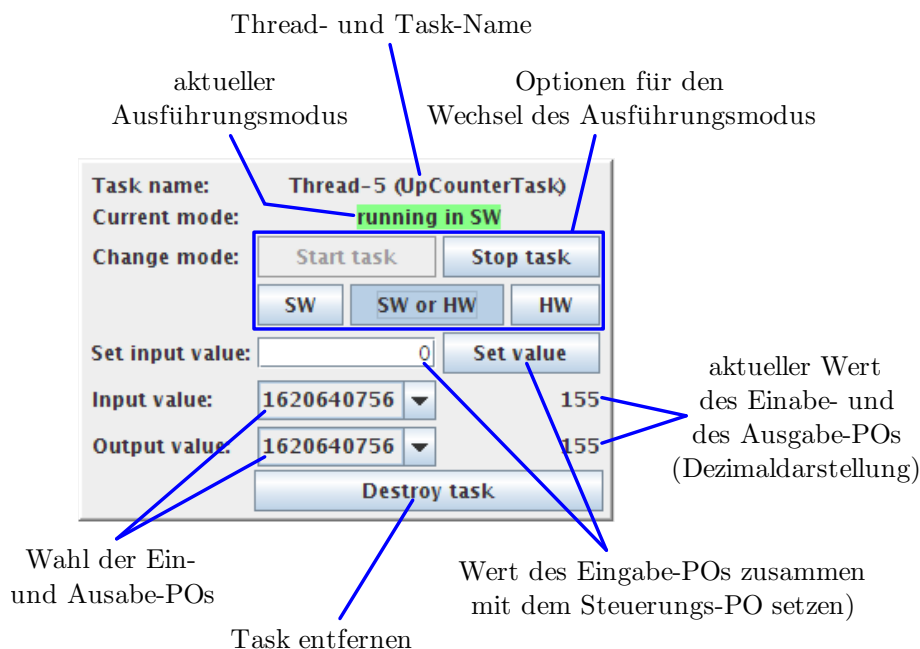 Thread- und Task-Name
aktueller
Ausführungsmodus
Optionen für den
Wechsel des Ausführungsmodus
Task name: Thread-5 (UpCounterTask)
Current mode: running in SW
Change mode: Start task Stop task
SW SW or HW HW
Set input value: 0 Set value
Input value: 1620640756 155
Output value: 1620640756 155
Destroy task
aktueller Wert
des Einabe- und
des Ausgabe-POs
(Dezimaldarstellung)
Wahl der Ein-
und Ausabe-POs
Wert des Eingabe-POs zusammen
mit dem Steuerungs-PO setzen)
Task entfernen